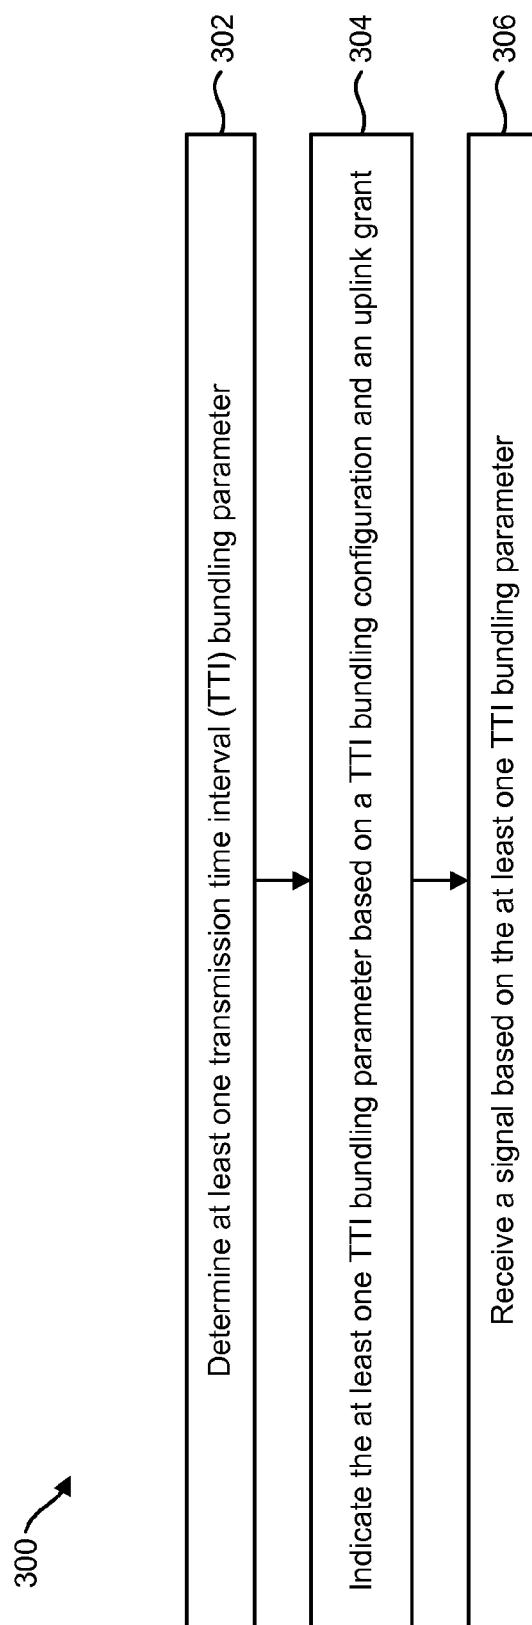 300
302
Determine at least one transmission time interval (TTI) bundling parameter
304
Indicate the at least one TTI bundling parameter based on a TTI bundling configuration and an uplink grant
306
Receive a signal based on the at least one TTI bundling parameter